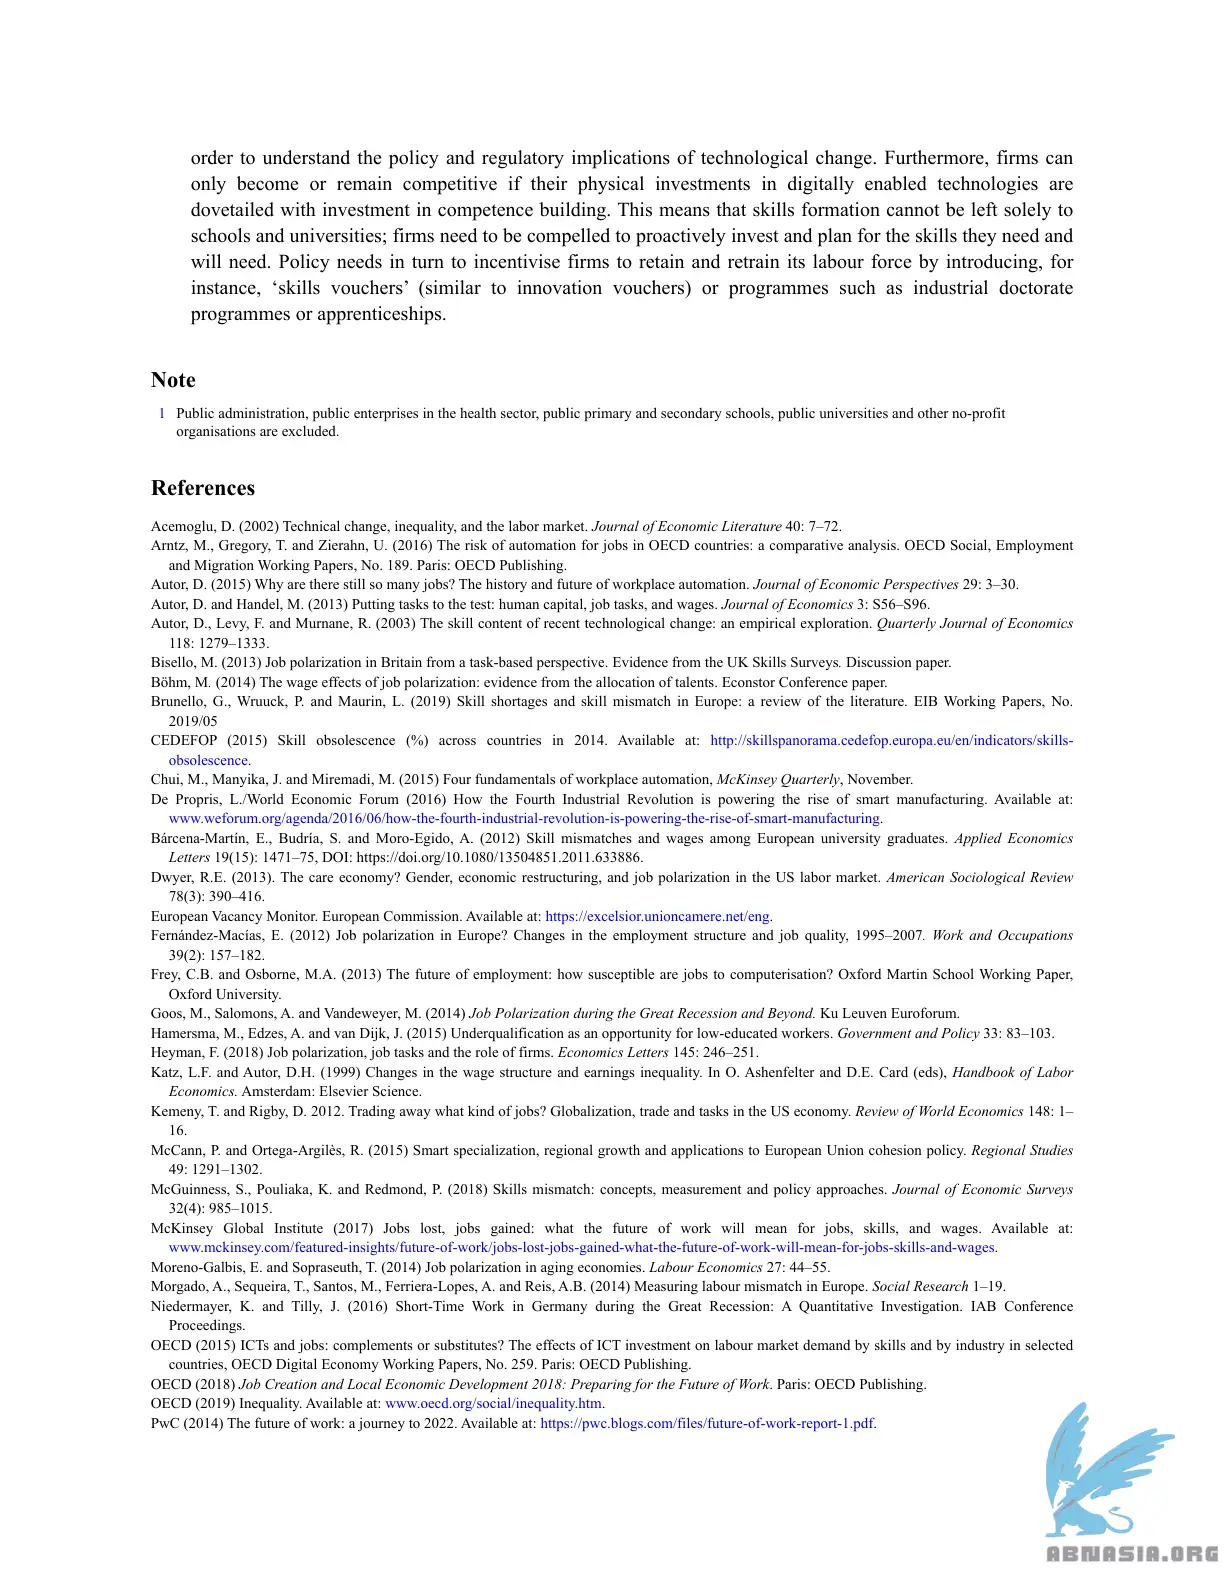 order to understand the policy and regulatory implications of technological change. Furthermore, firms can
only become or remain competitive if their physical investments in digitally enabled technologies are
dovetailed with investment in competence building. This means that skills formation cannot be left solely to
schools and universities; firms need to be compelled to proactively invest and plan for the skills they need and
will need. Policy needs in turn to incentivise firms to retain and retrain its labour force by introducing, for
instance, ‘skills vouchers’ (similar to innovation vouchers) or programmes such as industrial doctorate
programmes or apprenticeships.
Note
1 Public administration, public enterprises in the health sector, public primary and secondary schools, public universities and other no-profit
organisations are excluded.
References
Acemoglu, D. (2002) Technical change, inequality, and the labor market. Journal of Economic Literature 40: 7–72.
Arntz, M., Gregory, T. and Zierahn, U. (2016) The risk of automation for jobs in OECD countries: a comparative analysis. OECD Social, Employment
and Migration Working Papers, No. 189. Paris: OECD Publishing.
Autor, D. (2015) Why are there still so many jobs? The history and future of workplace automation. Journal of Economic Perspectives 29: 3–30.
Autor, D. and Handel, M. (2013) Putting tasks to the test: human capital, job tasks, and wages. Journal of Economics 3: S56–S96.
Autor, D., Levy, F. and Murnane, R. (2003) The skill content of recent technological change: an empirical exploration. Quarterly Journal of Economics
118: 1279–1333.
Bisello, M. (2013) Job polarization in Britain from a task-based perspective. Evidence from the UK Skills Surveys. Discussion paper.
Böhm, M. (2014) The wage effects of job polarization: evidence from the allocation of talents. Econstor Conference paper.
Brunello, G., Wruuck, P. and Maurin, L. (2019) Skill shortages and skill mismatch in Europe: a review of the literature. EIB Working Papers, No.
2019/05
CEDEFOP (2015) Skill obsolescence (%) across countries in 2014. Available at: http://skillspanorama.cedefop.europa.eu/en/indicators/skills-
obsolescence.
Chui, M., Manyika, J. and Miremadi, M. (2015) Four fundamentals of workplace automation, McKinsey Quarterly, November.
De Propris, L./World Economic Forum (2016) How the Fourth Industrial Revolution is powering the rise of smart manufacturing. Available at:
www.weforum.org/agenda/2016/06/how-the-fourth-industrial-revolution-is-powering-the-rise-of-smart-manufacturing.
Bárcena-Martín, E., Budría, S. and Moro-Egido, A. (2012) Skill mismatches and wages among European university graduates. Applied Economics
Letters 19(15): 1471–75, DOI: https://doi.org/10.1080/13504851.2011.633886.
Dwyer, R.E. (2013). The care economy? Gender, economic restructuring, and job polarization in the US labor market. American Sociological Review
78(3): 390–416.
European Vacancy Monitor. European Commission. Available at: https://excelsior.unioncamere.net/eng.
Fernández-Macías, E. (2012) Job polarization in Europe? Changes in the employment structure and job quality, 1995–2007. Work and Occupations
39(2): 157–182.
Frey, C.B. and Osborne, M.A. (2013) The future of employment: how susceptible are jobs to computerisation? Oxford Martin School Working Paper,
Oxford University.
Goos, M., Salomons, A. and Vandeweyer, M. (2014) Job Polarization during the Great Recession and Beyond. Ku Leuven Euroforum.
Hamersma, M., Edzes, A. and van Dijk, J. (2015) Underqualification as an opportunity for low-educated workers. Government and Policy 33: 83–103.
Heyman, F. (2018) Job polarization, job tasks and the role of firms. Economics Letters 145: 246–251.
Katz, L.F. and Autor, D.H. (1999) Changes in the wage structure and earnings inequality. In O. Ashenfelter and D.E. Card (eds), Handbook of Labor
Economics. Amsterdam: Elsevier Science.
Kemeny, T. and Rigby, D. 2012. Trading away what kind of jobs? Globalization, trade and tasks in the US economy. Review of World Economics 148: 1–
16.
McCann, P. and Ortega-Argilès, R. (2015) Smart specialization, regional growth and applications to European Union cohesion policy. Regional Studies
49: 1291–1302.
McGuinness, S., Pouliaka, K. and Redmond, P. (2018) Skills mismatch: concepts, measurement and policy approaches. Journal of Economic Surveys
32(4): 985–1015.
McKinsey Global Institute (2017) Jobs lost, jobs gained: what the future of work will mean for jobs, skills, and wages. Available at:
www.mckinsey.com/featured-insights/future-of-work/jobs-lost-jobs-gained-what-the-future-of-work-will-mean-for-jobs-skills-and-wages.
Moreno-Galbis, E. and Sopraseuth, T. (2014) Job polarization in aging economies. Labour Economics 27: 44–55.
Morgado, A., Sequeira, T., Santos, M., Ferriera-Lopes, A. and Reis, A.B. (2014) Measuring labour mismatch in Europe. Social Research 1–19.
Niedermayer, K. and Tilly, J. (2016) Short-Time Work in Germany during the Great Recession: A Quantitative Investigation. IAB Conference
Proceedings.
OECD (2015) ICTs and jobs: complements or substitutes? The effects of ICT investment on labour market demand by skills and by industry in selected
countries, OECD Digital Economy Working Papers, No. 259. Paris: OECD Publishing.
OECD (2018) Job Creation and Local Economic Development 2018: Preparing for the Future of Work. Paris: OECD Publishing.
OECD (2019) Inequality. Available at: www.oecd.org/social/inequality.htm.
PwC (2014) The future of work: a journey to 2022. Available at: https://pwc.blogs.com/files/future-of-work-report-1.pdf.
ABNASIA.ORG